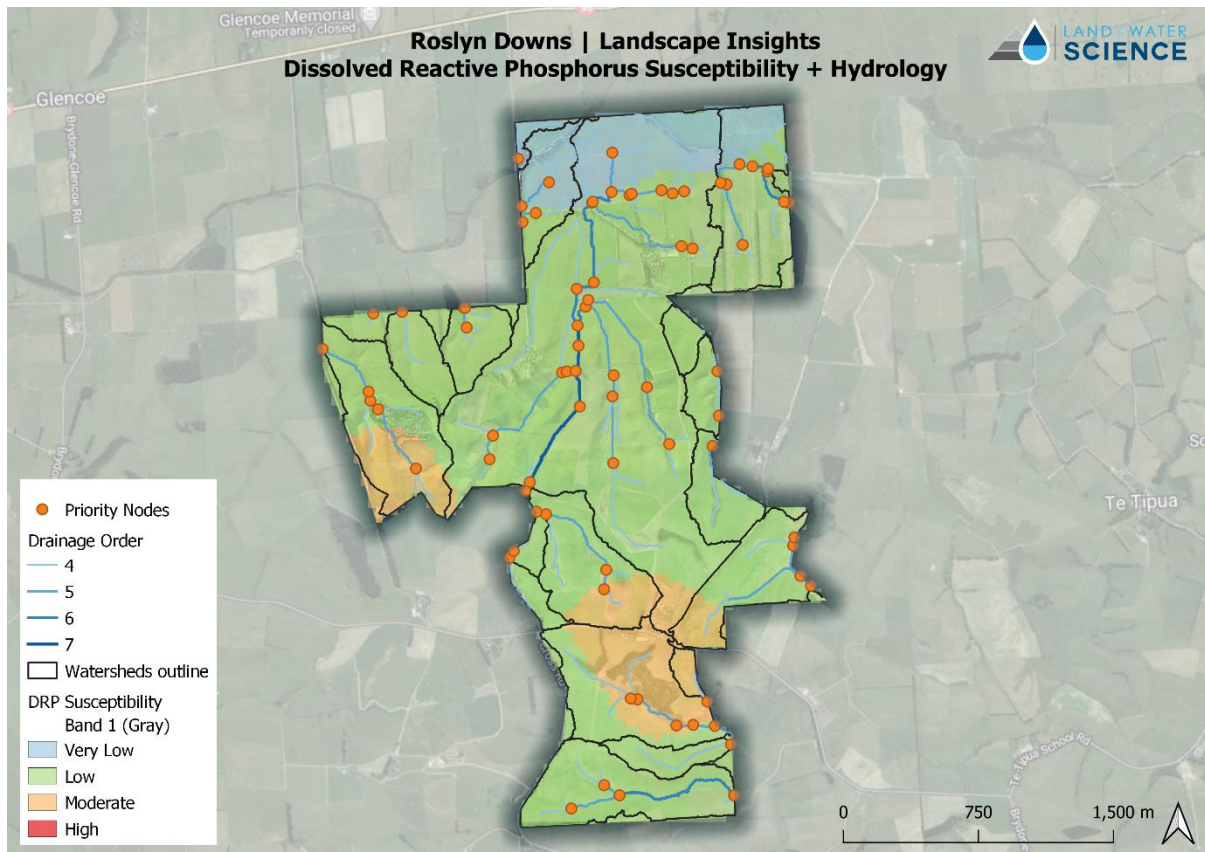 Glencoe Memorial
Temporarily closed
Roslyn Downs | Landscape Insights
Dissolved Reactive Phosphorus Susceptibility + Hydrology
LAND & WATER
SCIENCE
Glencoe
Brydone-Glencoe Rd
Te Tipua
Cross Rd
Te Tipua School Rd
Priority Nodes
Drainage Order
4
5
6
7
Watersheds outline
DRP Susceptibility
Band 1 (Gray)
Very Low
Low
Moderate
High
0 750 1,500 m